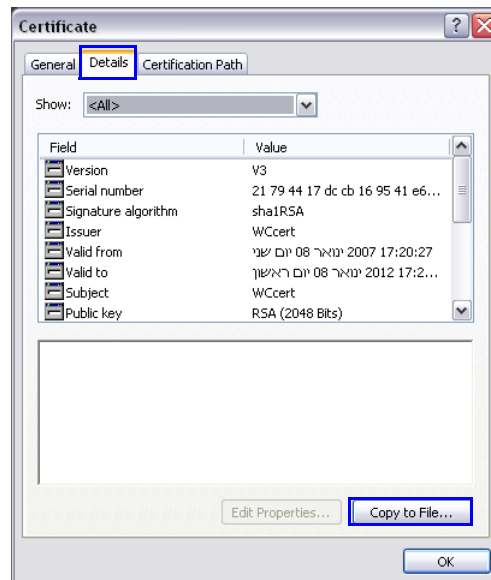 Certificate
General Details Certification Path
Show: <All>
Field Value
Version V3
Serial number 21 79 44 17 dc cb 16 95 41 e6...
Signature algorithm sha1RSA
Issuer WCcert
Valid from יום שני 08 ינואר 2007 17:20:27
Valid to יום ראשון 08 ינואר 2012 17:2...
Subject WCcert
Public key RSA (2048 Bits)
Edit Properties... Copy to File...
OK